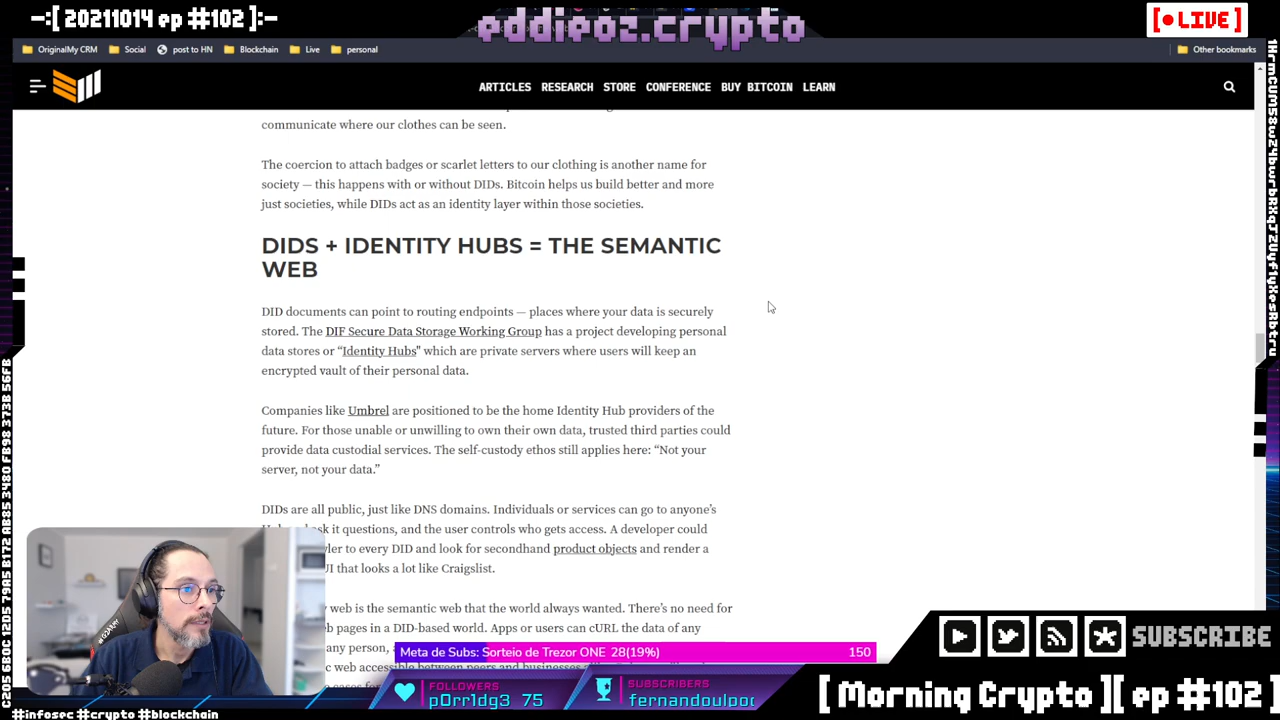 -:[ 20211014 ep #102 ]:-
eddieoz.crypto
[● LIVE]
OriginalMy CRM
Social
post to HN
Blockchain
Live
personal
Other bookmarks
ARTICLES RESEARCH STORE CONFERENCE BUY BITCOIN LEARN
communicate where our clothes can be seen.
The coercion to attach badges or scarlet letters to our clothing is another name for
society — this happens with or without DIDs. Bitcoin helps us build better and more
just societies, while DIDs act as an identity layer within those societies.
DIDS + IDENTITY HUBS = THE SEMANTIC
WEB
DID documents can point to routing endpoints — places where your data is securely
stored. The DIF Secure Data Storage Working Group has a project developing personal
data stores or “Identity Hubs” which are private servers where users will keep an
encrypted vault of their personal data.
Companies like Umbrel are positioned to be the home Identity Hub providers of the
future. For those unable or unwilling to own their own data, trusted third parties could
provide data custodial services. The self-custody ethos still applies here: “Not your
server, not your data.”
DIDs are all public, just like DNS domains. Individuals or services can go to anyone’s
it questions, and the user controls who gets access. A developer could
to every DID and look for secondhand product objects and render a
UI that looks a lot like Craigslist.
web is the semantic web that the world always wanted. There’s no need for
pages in a DID-based world. Apps or users can cURL the data of any
any person,
web accessible between peers and businesses
Meta de Subs: Sorteio de Trezor ONE 28(19%) 150
SUBSCRIBE
FOLLOWERS
p0rr1dg3 75
SUBSCRIBERS
fernandoulpoc
[ Morning Crypto ][ ep #102 ]
#infosec #crypto #blockchain